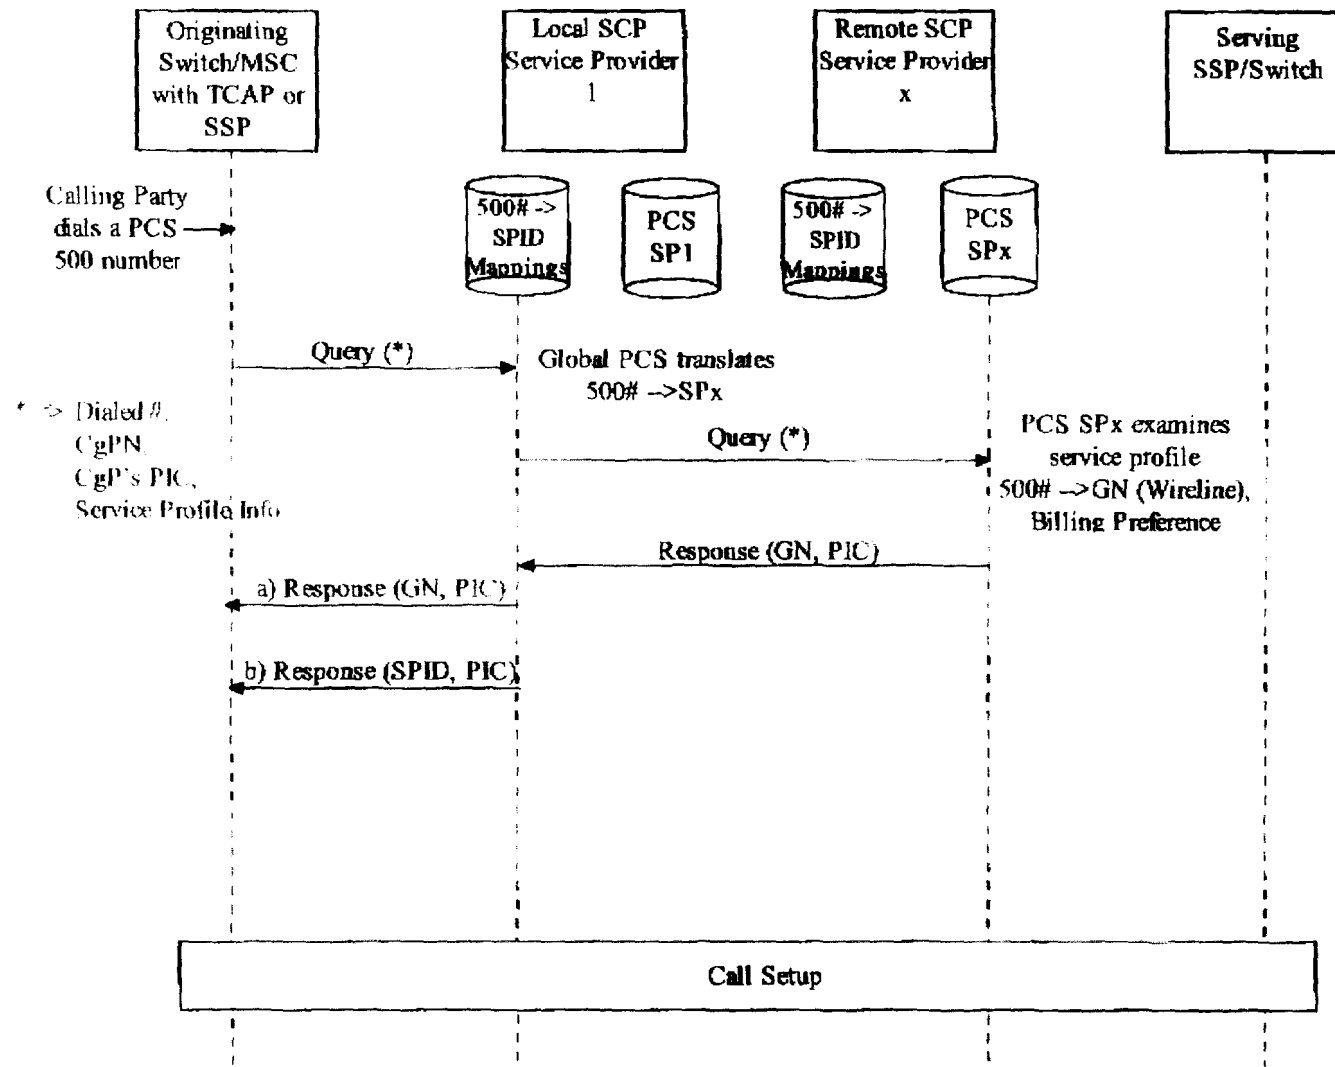 Originating
Switch/MSC
with TCAP or
SSP
Local SCP
Service Provider
1
Remote SCP
Service Provider
x
Serving
SSP/Switch
Calling Party
dials a PCS
500 number
500# ->
SPID
Mappings
PCS
SP1
500# ->
SPID
Mappings
PCS
SPx
Query (*)
Global PCS translates
500# -->SPx
* -> Dialed #,
CgPN
CgP's PIC,
Service Profile Info
Query (*)
PCS SPx examines
service profile
500# -->GN (Wireline),
Billing Preference
Response (GN, PIC)
a) Response (GN, PIC)
b) Response (SPID, PIC)
Call Setup